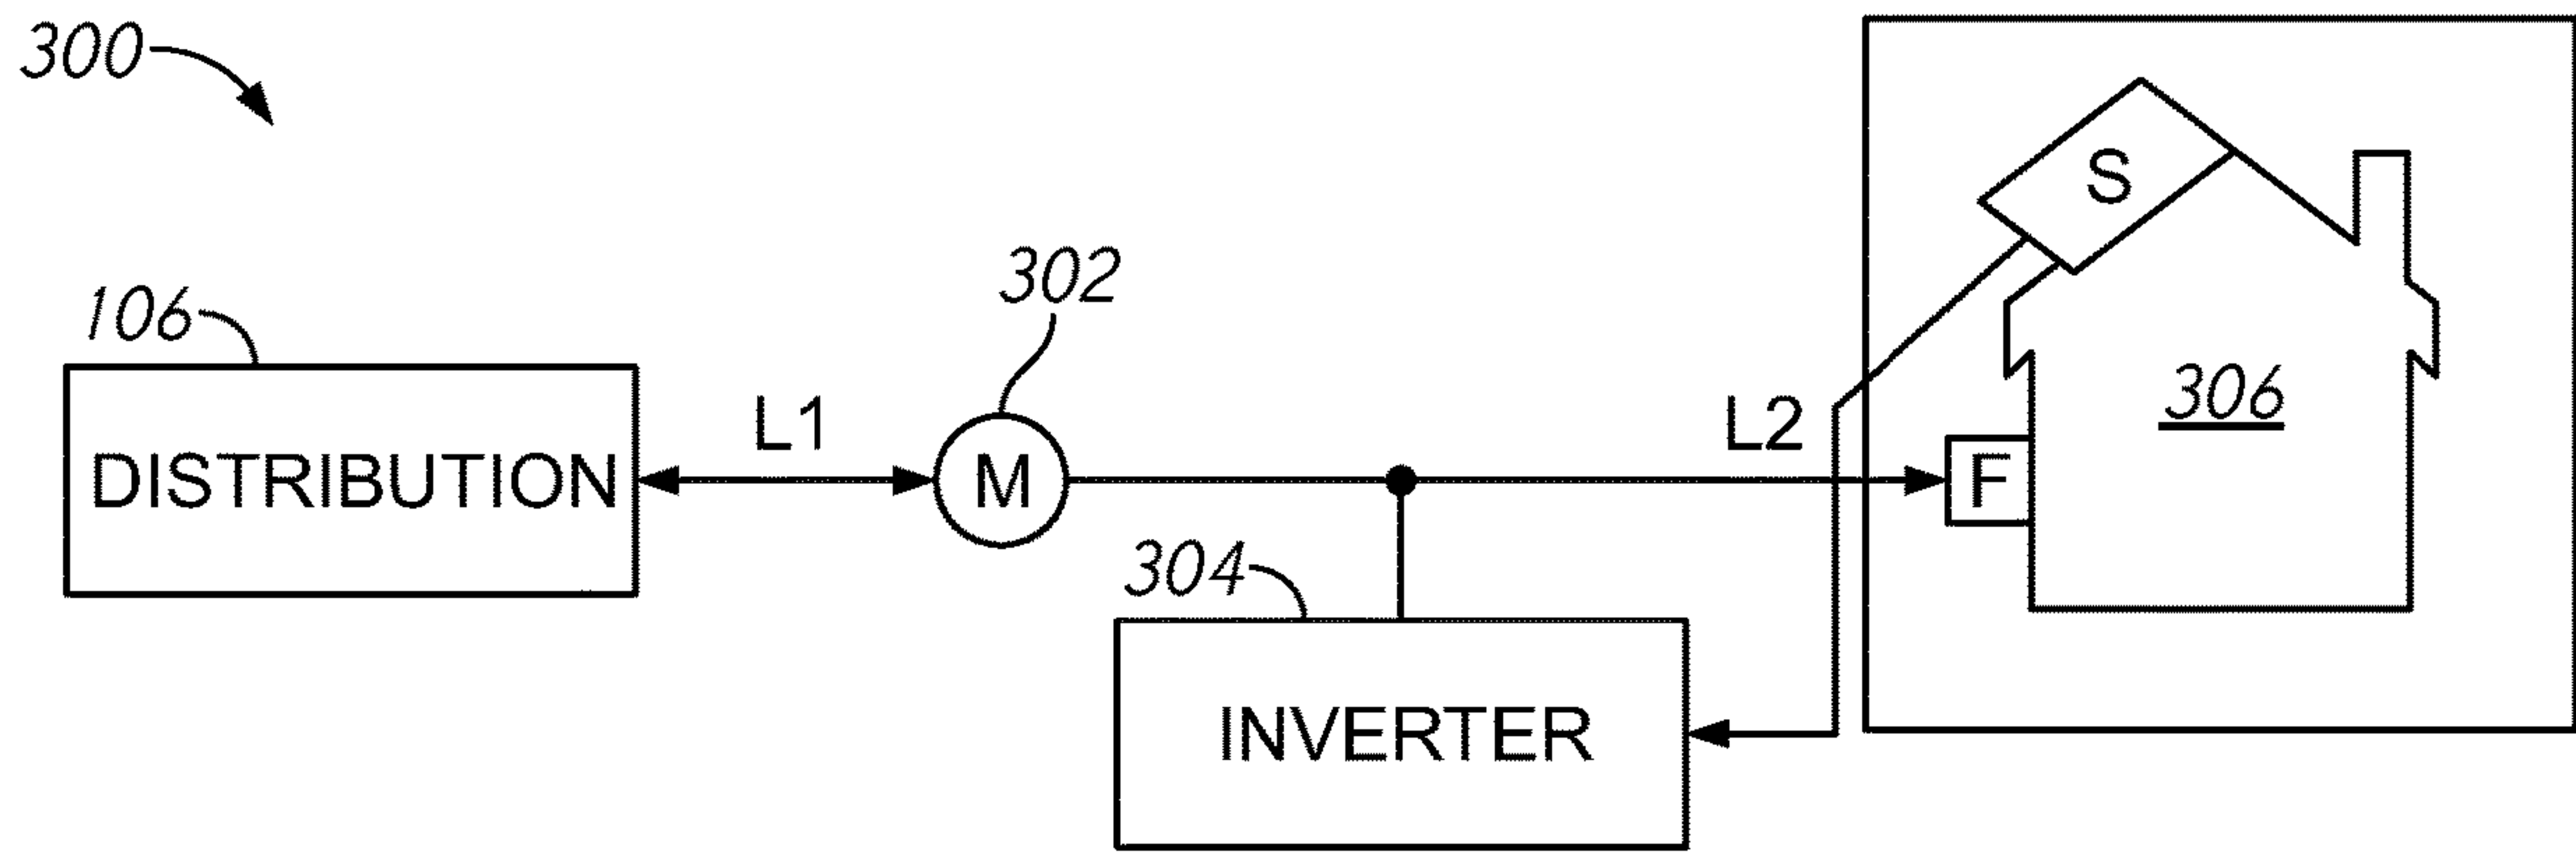 300
106
DISTRIBUTION
L1
302
M
304
INVERTER
L2
S
F
306